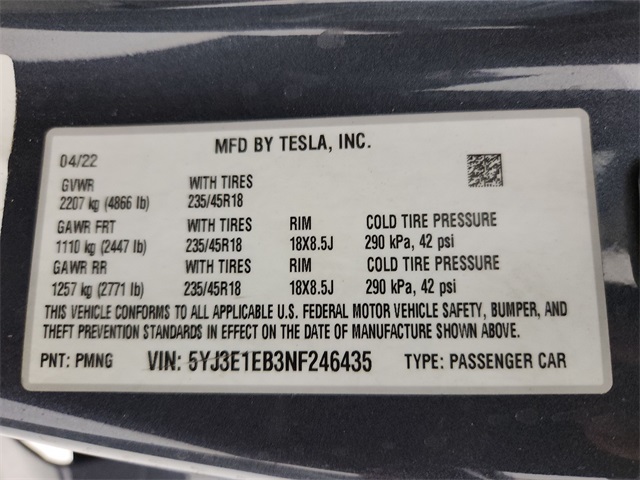 MFD BY TESLA, INC.
04/22
GVWR WITH TIRES
2207 kg (4866 lb) 235/45R18
GAWR FRT WITH TIRES RIM COLD TIRE PRESSURE
1110 kg (2447 lb) 235/45R18 18X8.5J 290 kPa, 42 psi
GAWR RR WITH TIRES RIM COLD TIRE PRESSURE
1257 kg (2771 lb) 235/45R18 18X8.5J 290 kPa, 42 psi
THIS VEHICLE CONFORMS TO ALL APPLICABLE U.S. FEDERAL MOTOR VEHICLE SAFETY, BUMPER, AND
THEFT PREVENTION STANDARDS IN EFFECT ON THE DATE OF MANUFACTURE SHOWN ABOVE.
PNT: PMNG VIN: 5YJ3E1EB3NF246435 TYPE: PASSENGER CAR